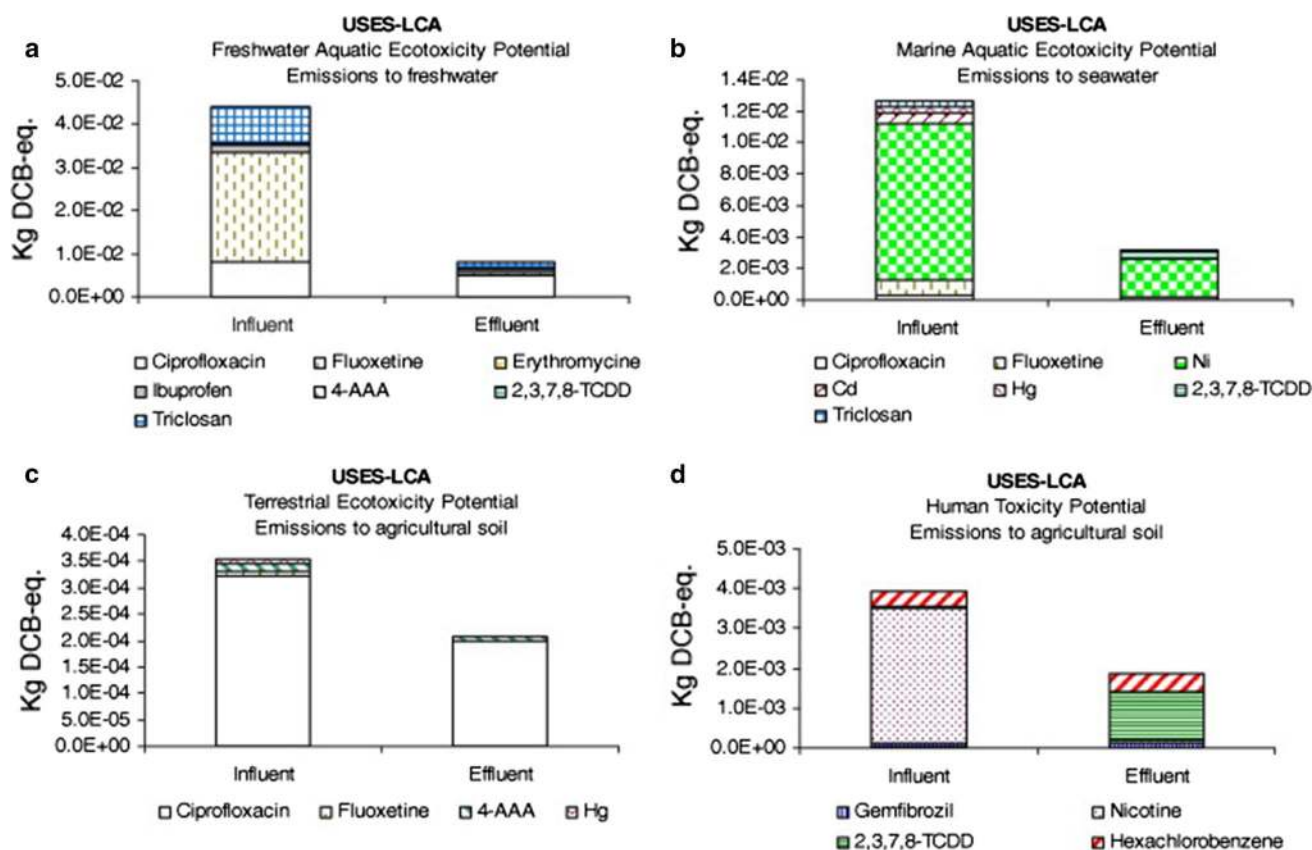 a
USES-LCA
Freshwater Aquatic Ecotoxicity Potential
Emissions to freshwater
Kg DCB-eq.
5.0E-02
4.0E-02
3.0E-02
2.0E-02
1.0E-02
0.0E+00
Influent
Effluent
Ciprofloxacin
Fluoxetine
Erythromycine
Ibuprofen
4-AAA
2,3,7,8-TCDD
Triclosan
b
USES-LCA
Marine Aquatic Ecotoxicity Potential
Emissions to seawater
Kg DCB-eq.
1.4E-02
1.2E-02
1.0E-02
8.0E-03
6.0E-03
4.0E-03
2.0E-03
0.0E+00
Influent
Effluent
Ciprofloxacin
Fluoxetine
Ni
Cd
Hg
2,3,7,8-TCDD
Triclosan
c
USES-LCA
Terrestrial Ecotoxicity Potential
Emissions to agricultural soil
Kg DCB-eq.
4.0E-04
3.5E-04
3.0E-04
2.5E-04
2.0E-04
1.5E-04
1.0E-04
5.0E-05
0.0E+00
Influent
Effluent
Ciprofloxacin
Fluoxetine
4-AAA
Hg
d
USES-LCA
Human Toxicity Potential
Emissions to agricultural soil
Kg DCB-eq.
5.0E-03
4.0E-03
3.0E-03
2.0E-03
1.0E-03
0.0E+00
Influent
Effluent
Gemfibrozil
Nicotine
2,3,7,8-TCDD
Hexachlorobenzene